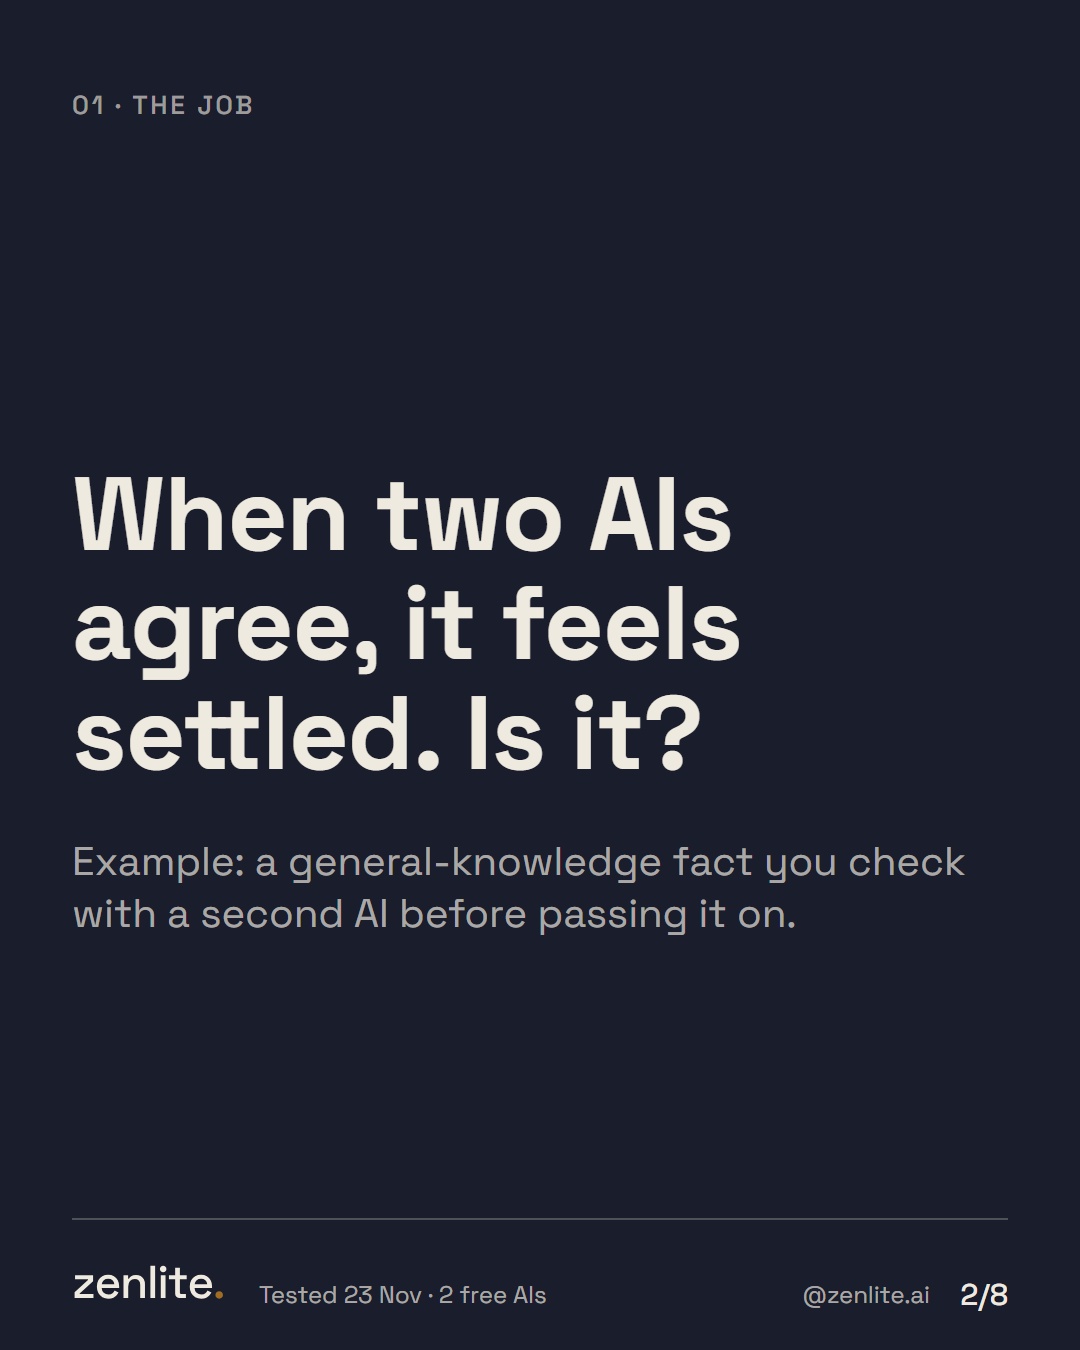 01 · THE JOB
When two AIs
agree, it feels
settled. Is it?
Example: a general-knowledge fact you check
with a second AI before passing it on.
zenlite. Tested 23 Nov · 2 free AIs @zenlite.ai 2/8